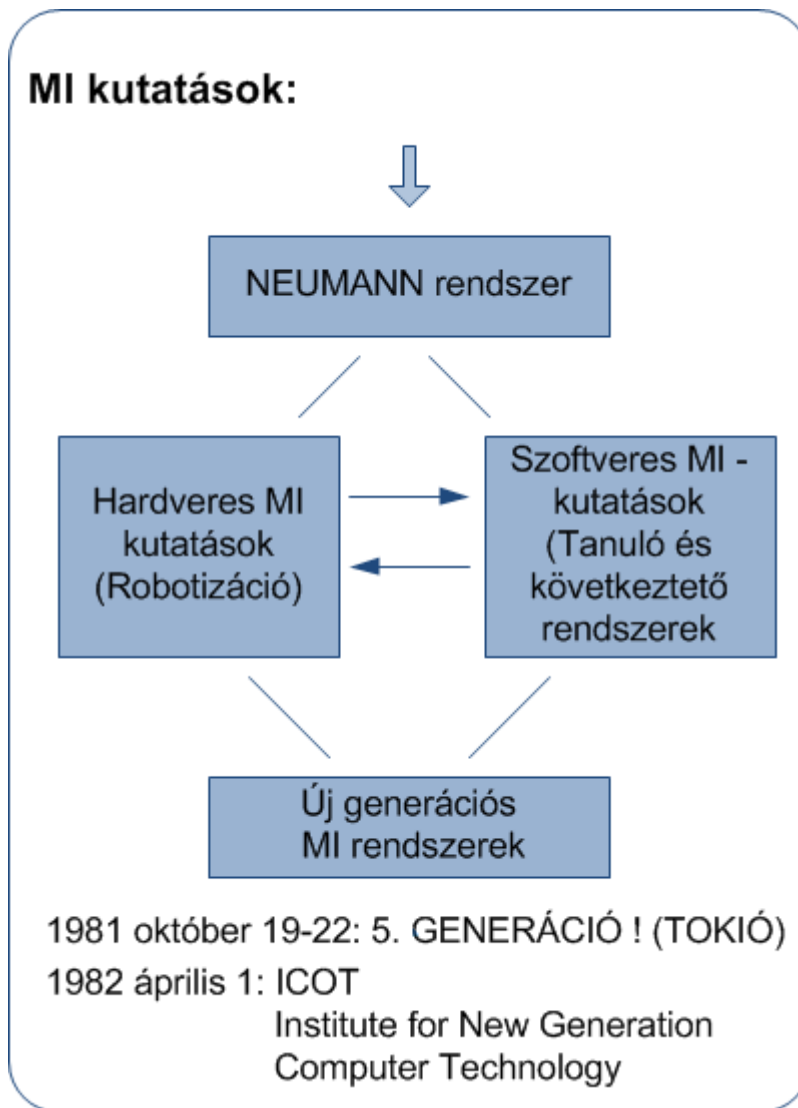 MI kutatások:
NEUMANN rendszer
Hardveres MI
kutatások
(Robotizáció)
Szoftveres MI -
kutatások
(Tanuló és
következtető
rendszerek
Új generációs
MI rendszerek
1981 október 19-22: 5. GENERÁCIÓ ! (TOKIÓ)
1982 április 1: ICOT
Institute for New Generation
Computer Technology